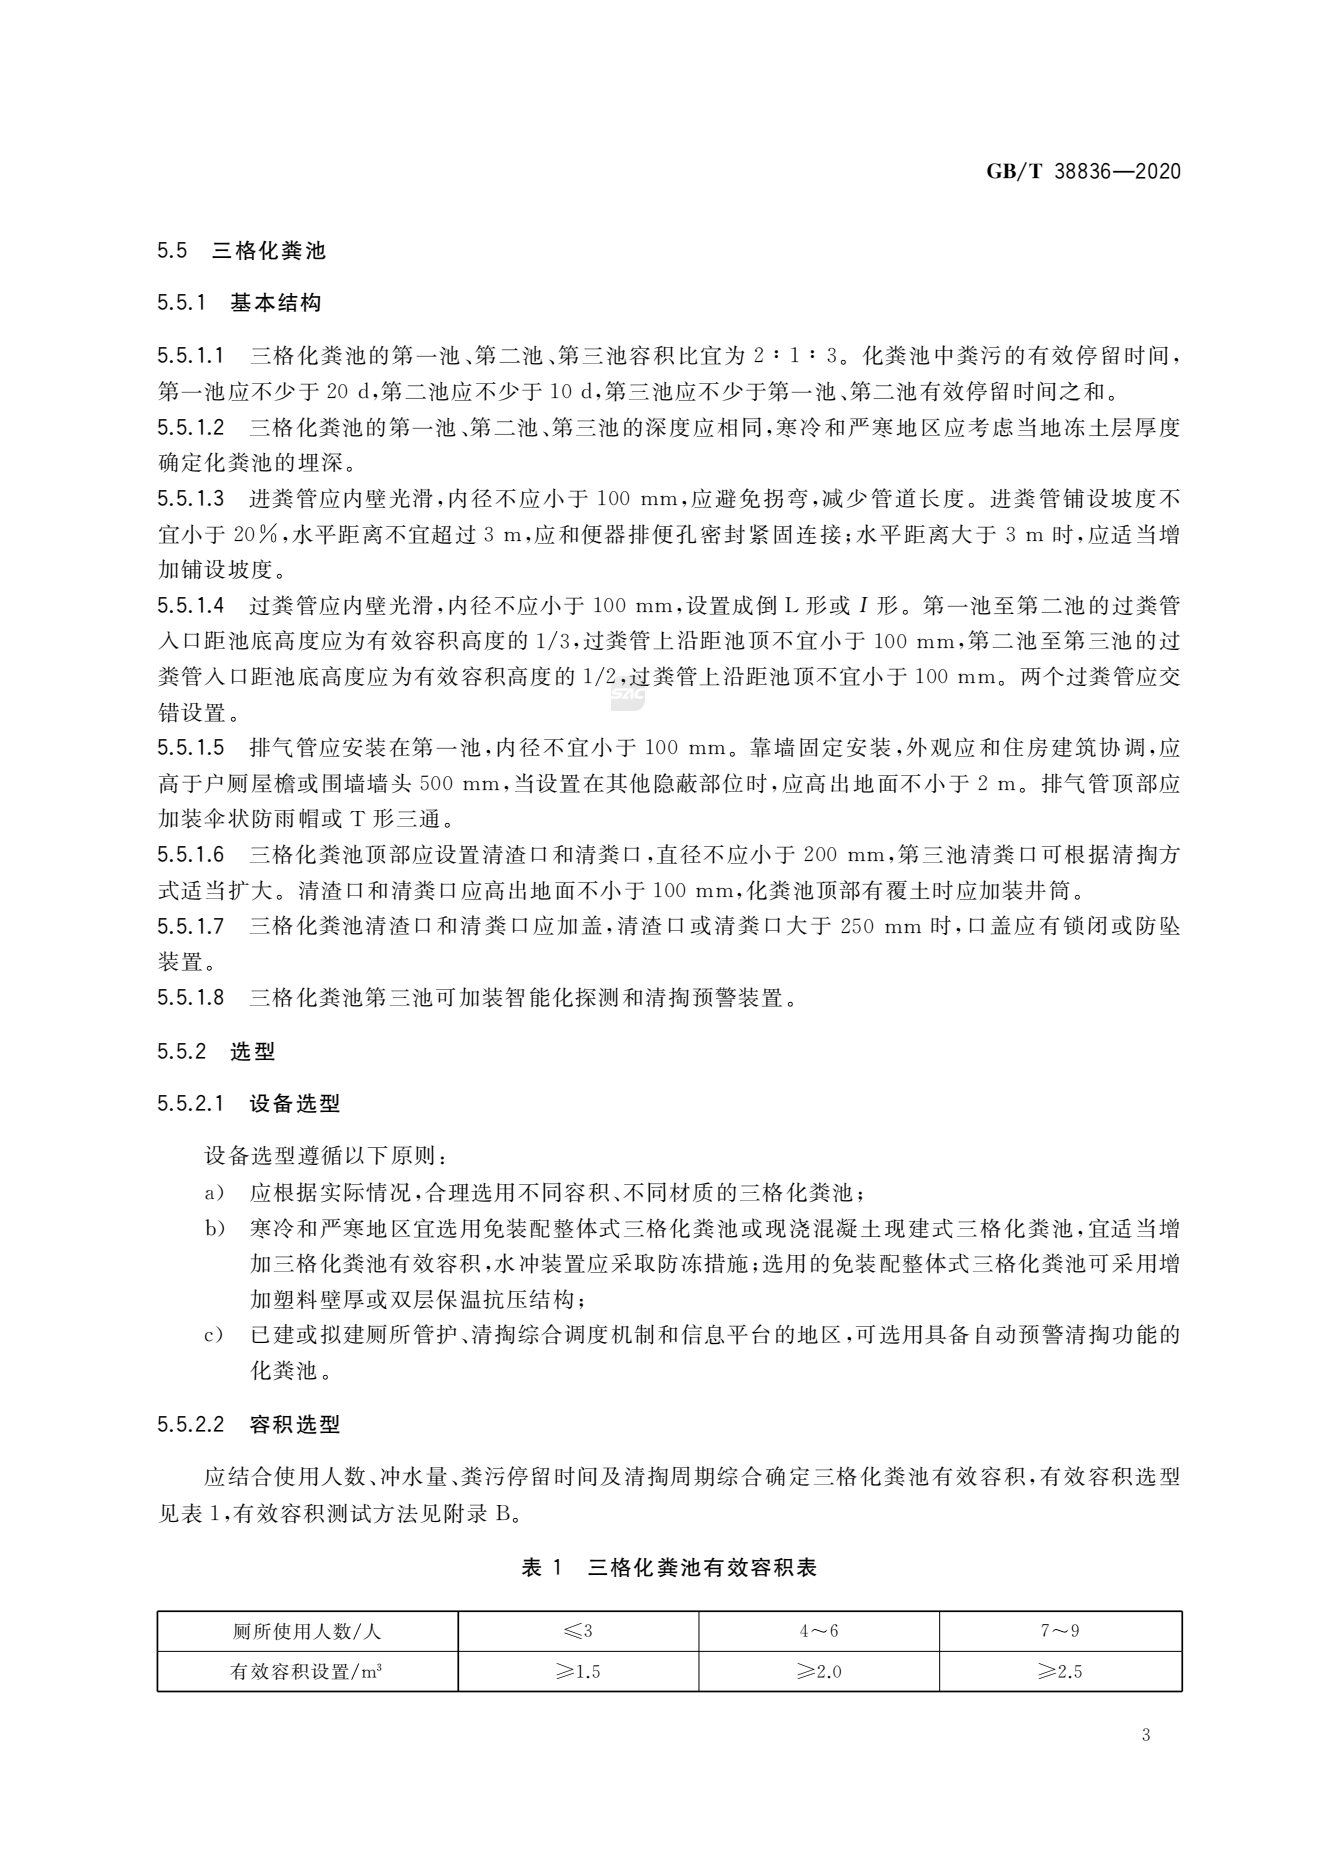 GB/T 38836—2020
5.5 三格化粪池
5.5.1 基本结构
5.5.1.1 三格化粪池的第一池、第二池、第三池容积比宜为 2∶1∶3。化粪池中粪污的有效停留时间,
第一池应不少于 20 d,第二池应不少于 10 d,第三池应不少于第一池、第二池有效停留时间之和。
5.5.1.2 三格化粪池的第一池、第二池、第三池的深度应相同,寒冷和严寒地区应考虑当地冻土层厚度
确定化粪池的埋深。
5.5.1.3 进粪管应内壁光滑,内径不应小于 100 mm,应避免拐弯,减少管道长度。进粪管铺设坡度不
宜小于 20%,水平距离不宜超过 3 m,应和便器排便孔密封紧固连接;水平距离大于 3 m 时,应适当增
加铺设坡度。
5.5.1.4 过粪管应内壁光滑,内径不应小于 100 mm,设置成倒 L 形或 I 形。第一池至第二池的过粪管
入口距池底高度应为有效容积高度的 1/3,过粪管上沿距池顶不宜小于 100 mm,第二池至第三池的过
粪管入口距池底高度应为有效容积高度的 1/2,过粪管上沿距池顶不宜小于 100 mm。两个过粪管应交
错设置。
5.5.1.5 排气管应安装在第一池,内径不宜小于 100 mm。靠墙固定安装,外观应和住房建筑协调,应
高于户厕屋檐或围墙墙头 500 mm,当设置在其他隐蔽部位时,应高出地面不小于 2 m。排气管顶部应
加装伞状防雨帽或 T 形三通。
5.5.1.6 三格化粪池顶部应设置清渣口和清粪口,直径不应小于 200 mm,第三池清粪口可根据清掏方
式适当扩大。清渣口和清粪口应高出地面不小于 100 mm,化粪池顶部有覆土时应加装井筒。
5.5.1.7 三格化粪池清渣口和清粪口应加盖,清渣口或清粪口大于 250 mm 时,口盖应有锁闭或防坠
装置。
5.5.1.8 三格化粪池第三池可加装智能化探测和清掏预警装置。
5.5.2 选型
5.5.2.1 设备选型
设备选型遵循以下原则:
a) 应根据实际情况,合理选用不同容积、不同材质的三格化粪池;
b) 寒冷和严寒地区宜选用免装配整体式三格化粪池或现浇混凝土现建式三格化粪池,宜适当增
加三格化粪池有效容积,水冲装置应采取防冻措施;选用的免装配整体式三格化粪池可采用增
加塑料壁厚或双层保温抗压结构;
c) 已建或拟建厕所管护、清掏综合调度机制和信息平台的地区,可选用具备自动预警清掏功能的
化粪池。
5.5.2.2 容积选型
应结合使用人数、冲水量、粪污停留时间及清掏周期综合确定三格化粪池有效容积,有效容积选型
见表 1,有效容积测试方法见附录 B。
表 1 三格化粪池有效容积表
厕所使用人数/人 ≤3 4～6 7～9
有效容积设置/m³ ≥1.5 ≥2.0 ≥2.5
3